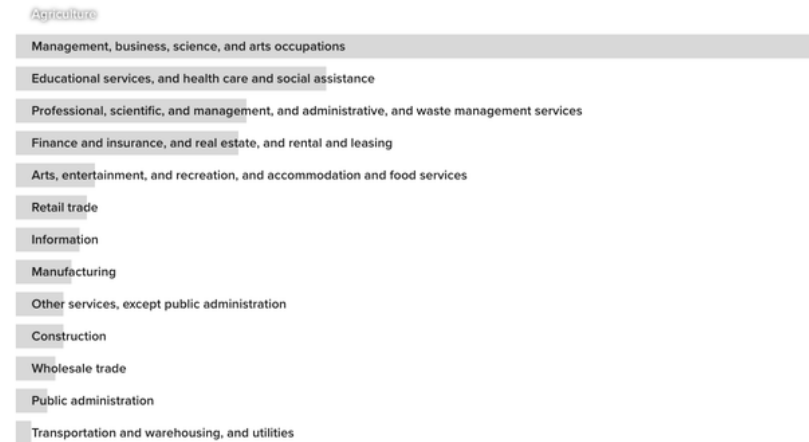 Agriculture
Management, business, science, and arts occupations
Educational services, and health care and social assistance
Professional, scientific, and management, and administrative, and waste management services
Finance and insurance, and real estate, and rental and leasing
Arts, entertainment, and recreation, and accommodation and food services
Retail trade
Information
Manufacturing
Other services, except public administration
Construction
Wholesale trade
Public administration
Transportation and warehousing, and utilities